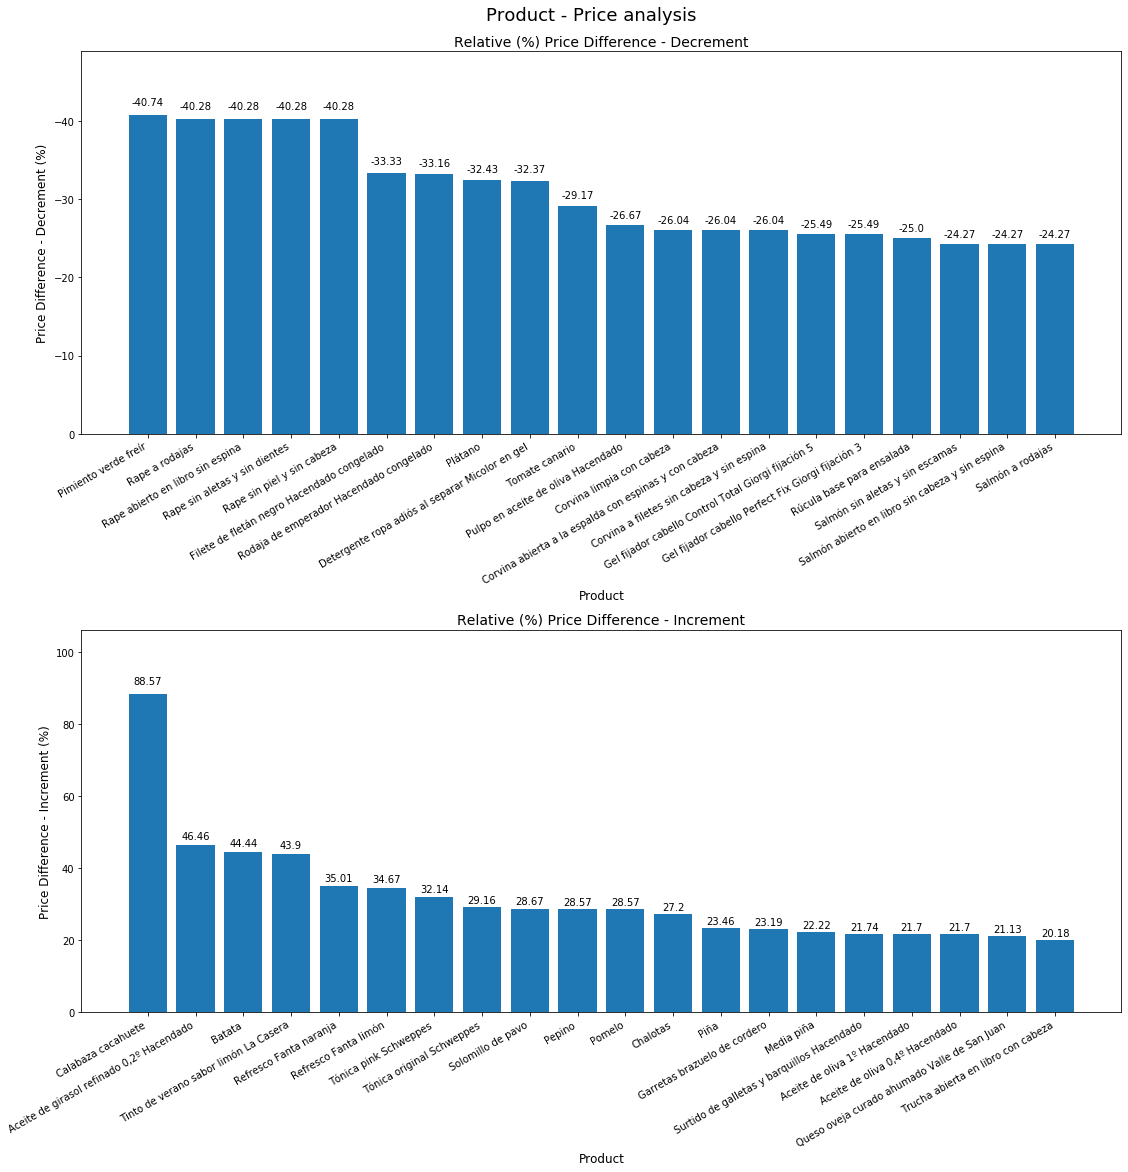 Product - Price analysis
Relative (%) Price Difference - Decrement
Price Difference - Decrement (%)
−40
−30
−20
−10
0
-40.74
-40.28
-40.28
-40.28
-40.28
-33.33
-33.16
-32.43
-32.37
-29.17
-26.67
-26.04
-26.04
-26.04
-25.49
-25.49
-25.0
-24.27
-24.27
-24.27
Pimiento verde freír
Rape a rodajas
Rape abierto en libro sin espina
Rape sin aletas y sin dientes
Rape sin piel y sin cabeza
Filete de fletán negro Hacendado congelado
Rodaja de emperador Hacendado congelado
Plátano
Detergente ropa adiós al separar Micolor en gel
Tomate canario
Pulpo en aceite de oliva Hacendado
Corvina limpia con cabeza
Corvina abierta a la espalda con espinas y con cabeza
Corvina a filetes sin cabeza y sin espina
Gel fijador cabello Control Total Giorgi fijación 5
Gel fijador cabello Perfect Fix Giorgi fijación 3
Rúcula base para ensalada
Salmón sin aletas y sin escamas
Salmón abierto en libro sin cabeza y sin espina
Salmón a rodajas
Product
Relative (%) Price Difference - Increment
Price Difference - Increment (%)
100
80
60
40
20
0
88.57
46.46
44.44
43.9
35.01
34.67
32.14
29.16
28.67
28.57
28.57
27.2
23.46
23.19
22.22
21.74
21.7
21.7
21.13
20.18
Calabaza cacahuete
Aceite de girasol refinado 0,2º Hacendado
Batata
Tinto de verano sabor limón La Casera
Refresco Fanta naranja
Refresco Fanta limón
Tónica pink Schweppes
Tónica original Schweppes
Solomillo de pavo
Pepino
Pomelo
Chalotas
Piña
Garretas brazuelo de cordero
Media piña
Surtido de galletas y barquillos Hacendado
Aceite de oliva 1º Hacendado
Aceite de oliva 0,4º Hacendado
Queso oveja curado ahumado Valle de San Juan
Trucha abierta en libro con cabeza
Product